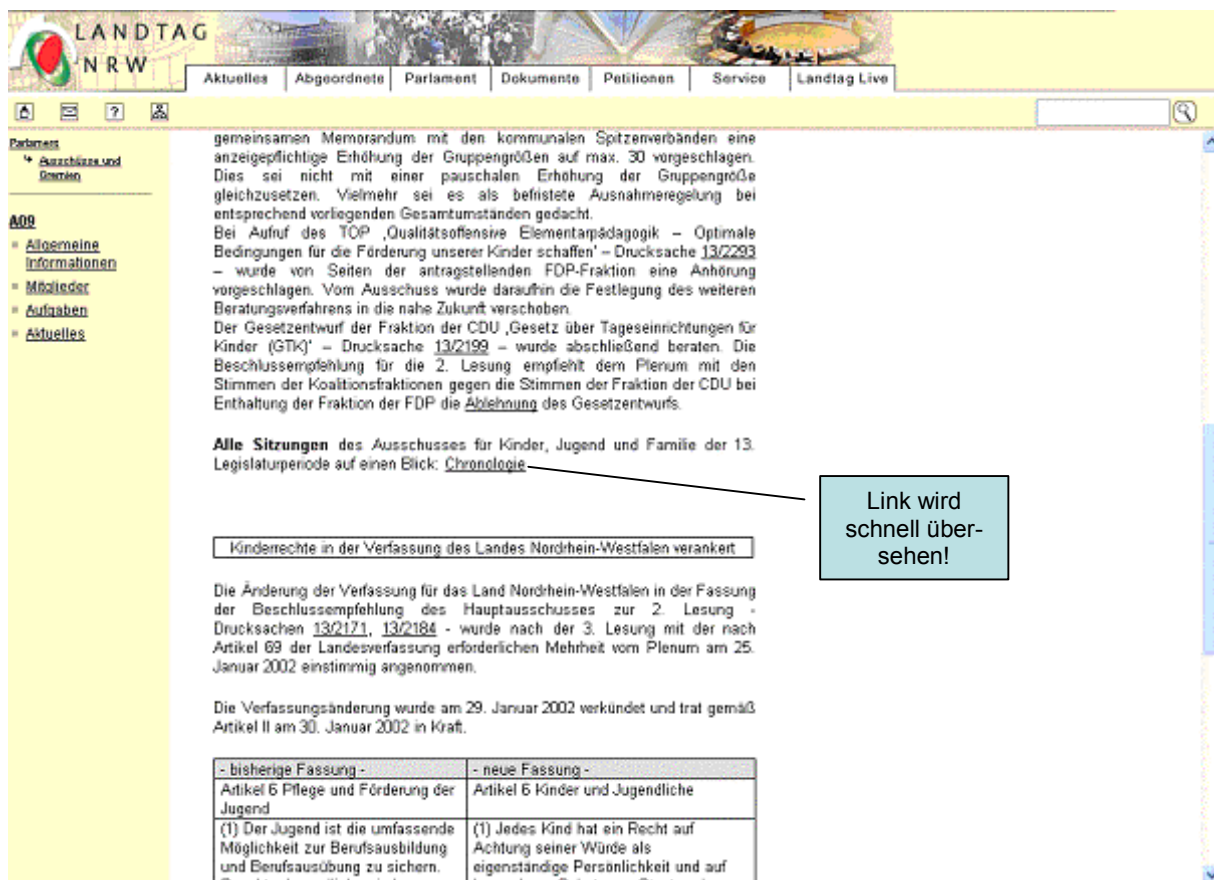 LANDTAG
NRW
Aktuelles Abgeordnete Parlament Dokumente Petitionen Service Landtag Live
Parlament
Ausschüsse und
Gremien
A09
Allgemeine
Informationen
Mitglieder
Aufgaben
Aktuelles
gemeinsamen Memorandum mit den kommunalen Spitzenverbänden eine
anzeigepflichtige Erhöhung der Gruppengrößen auf max. 30 vorgeschlagen.
Dies sei nicht mit einer pauschalen Erhöhung der Gruppengröße
gleichzusetzen. Vielmehr sei es als befristete Ausnahmeregelung bei
entsprechend vorliegenden Gesamtumständen gedacht.
Bei Aufruf des TOP ‚Qualitätsoffensive Elementarpädagogik – Optimale
Bedingungen für die Förderung unserer Kinder schaffen' – Drucksache 13/2293
– wurde von Seiten der antragstellenden FDP-Fraktion eine Anhörung
vorgeschlagen. Vom Ausschuss wurde daraufhin die Festlegung des weiteren
Beratungsverfahrens in die nahe Zukunft verschoben.
Der Gesetzentwurf der Fraktion der CDU ‚Gesetz über Tageseinrichtungen für
Kinder (GTK)' – Drucksache 13/2199 – wurde abschließend beraten. Die
Beschlussempfehlung für die 2. Lesung empfiehlt dem Plenum mit den
Stimmen der Koalitionsfraktionen gegen die Stimmen der Fraktion der CDU bei
Enthaltung der Fraktion der FDP die Ablehnung des Gesetzentwurfs.
Alle Sitzungen des Ausschusses für Kinder, Jugend und Familie der 13.
Legislaturperiode auf einen Blick: Chronologie
Link wird
schnell über-
sehen!
Kinderrechte in der Verfassung des Landes Nordrhein-Westfalen verankert
Die Änderung der Verfassung für das Land Nordrhein-Westfalen in der Fassung
der Beschlussempfehlung des Hauptausschusses zur 2. Lesung -
Drucksachen 13/2171, 13/2184 - wurde nach der 3. Lesung mit der nach
Artikel 69 der Landesverfassung erforderlichen Mehrheit vom Plenum am 25.
Januar 2002 einstimmig angenommen.
Die Verfassungsänderung wurde am 29. Januar 2002 verkündet und trat gemäß
Artikel II am 30. Januar 2002 in Kraft.
- bisherige Fassung - - neue Fassung -
Artikel 6 Pflege und Förderung der Artikel 6 Kinder und Jugendliche
Jugend
(1) Der Jugend ist die umfassende (1) Jedes Kind hat ein Recht auf
Möglichkeit zur Berufsausbildung Achtung seiner Würde als
und Berufsausübung zu sichern. eigenständige Persönlichkeit und auf